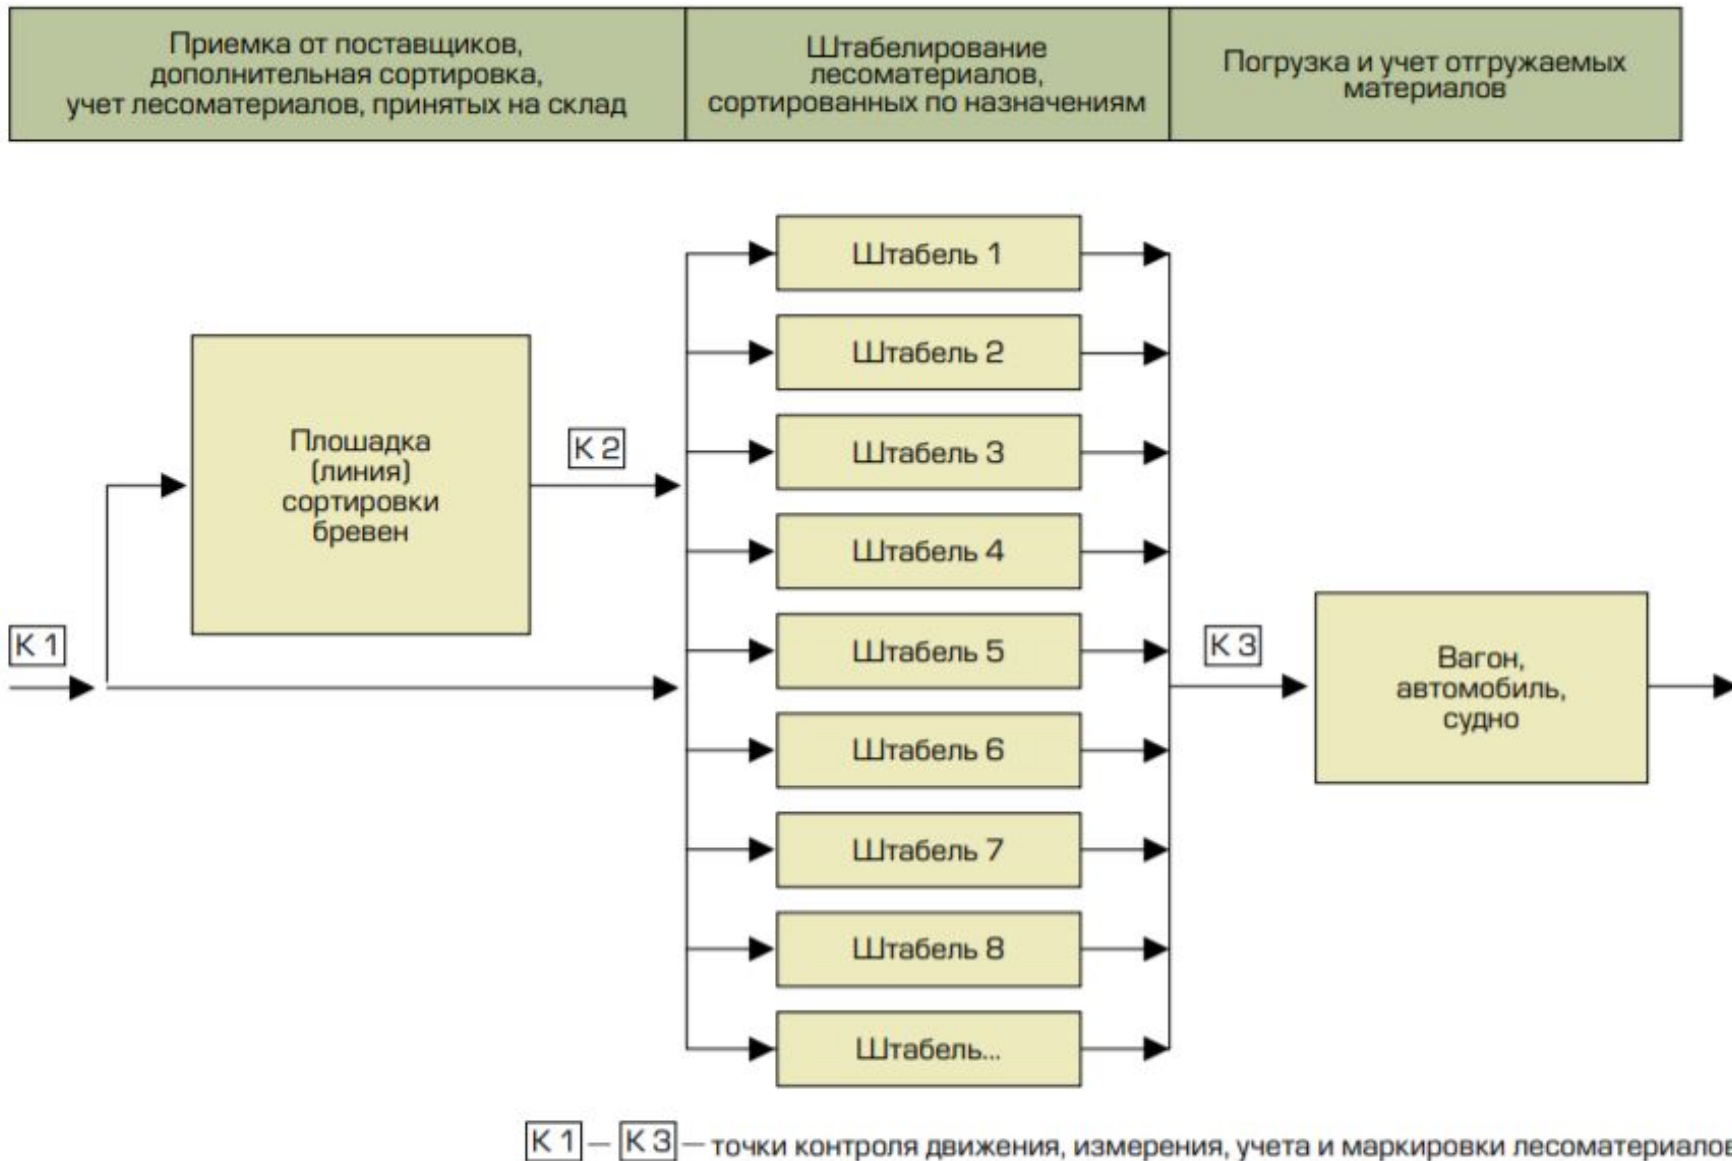 Приемка от поставщиков,
дополнительная сортировка,
учет лесоматериалов, принятых на склад
Штабелирование
лесоматериалов,
сортированных по назначениям
Погрузка и учет отгружаемых
материалов
Плошадка
(линия)
сортировки
бревен
К 1
К 2
Штабель 1
Штабель 2
Штабель 3
Штабель 4
Штабель 5
Штабель 6
Штабель 7
Штабель 8
Штабель...
К 3
Вагон,
автомобиль,
судно
К 1 – К 3 – точки контроля движения, измерения, учета и маркировки лесоматериалов